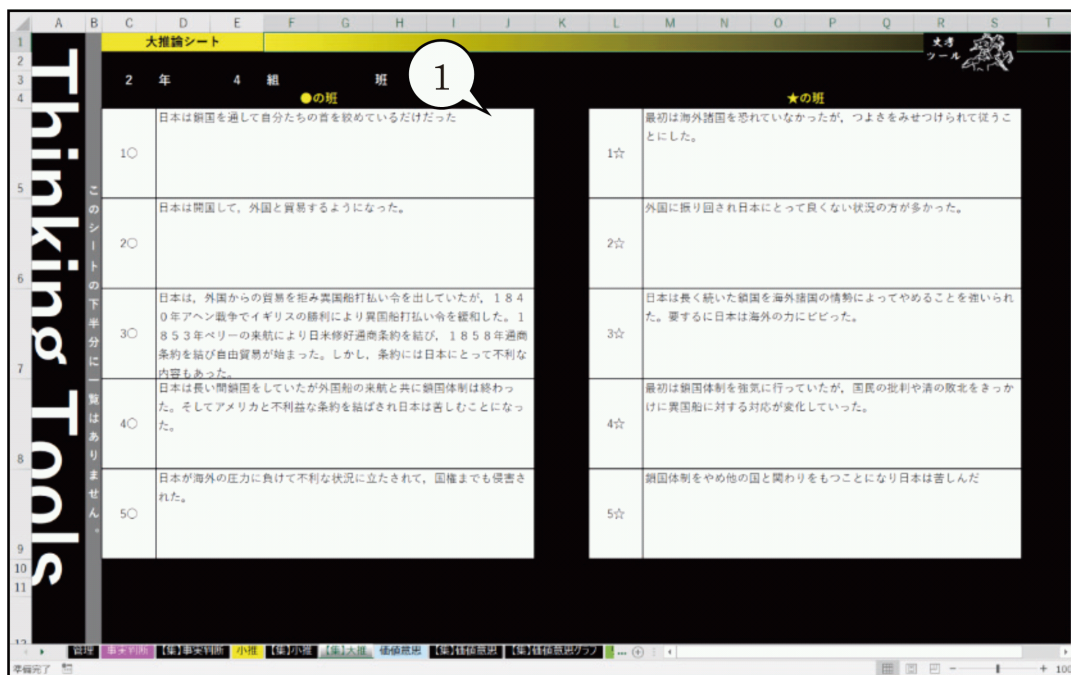 A B C D E F G H I J K L M N O P Q R S T
1
2
3
4
5
6
7
8
9
10
11
Thinking Tools
このシートの下半分に一覧はありません。
大推論シート
ツール
2 年 4 組 班
1
●の班
1○
日本は鎖国を通して自分たちの首を絞めているだけだった
2○
日本は開国して，外国と貿易するようになった。
3○
日本は，外国からの貿易を拒み異国船打払い令を出していたが，１８４
０年アヘン戦争でイギリスの勝利により異国船打払い令を緩和した。１
８５３年ペリーの来航により日米修好通商条約を結び，１８５８年通商
条約を結び自由貿易が始まった。しかし，条約には日本にとって不利な
内容もあった。
4○
日本は長い間鎖国をしていたが外国船の来航と共に鎖国体制は終わっ
た。そしてアメリカと不利益な条約を結ばされ日本は苦しむことになっ
た。
5○
日本が海外の圧力に負けて不利な状況に立たされて，国権までも侵害さ
れた。
★の班
1☆
最初は海外諸国を恐れていなかったが，つよさをみせつけられて従うこ
とにした。
2☆
外国に振り回され日本にとって良くない状況の方が多かった。
3☆
日本は長く続いた鎖国を海外諸国の情勢によってやめることを強いられ
た。要するに日本は海外の力にビビった。
4☆
最初は鎖国体制を強気に行っていたが，国民の批判や清の敗北をきっか
けに異国船に対する対応が変化していった。
5☆
鎖国体制をやめ他の国と関わりをもつことになり日本は苦しんだ
管理 事実判断 【集】事実判断 小推 【集】小推 【集】大推 価値意思 【集】価値意思 【集】価値意思グラフ ...
準備完了
100